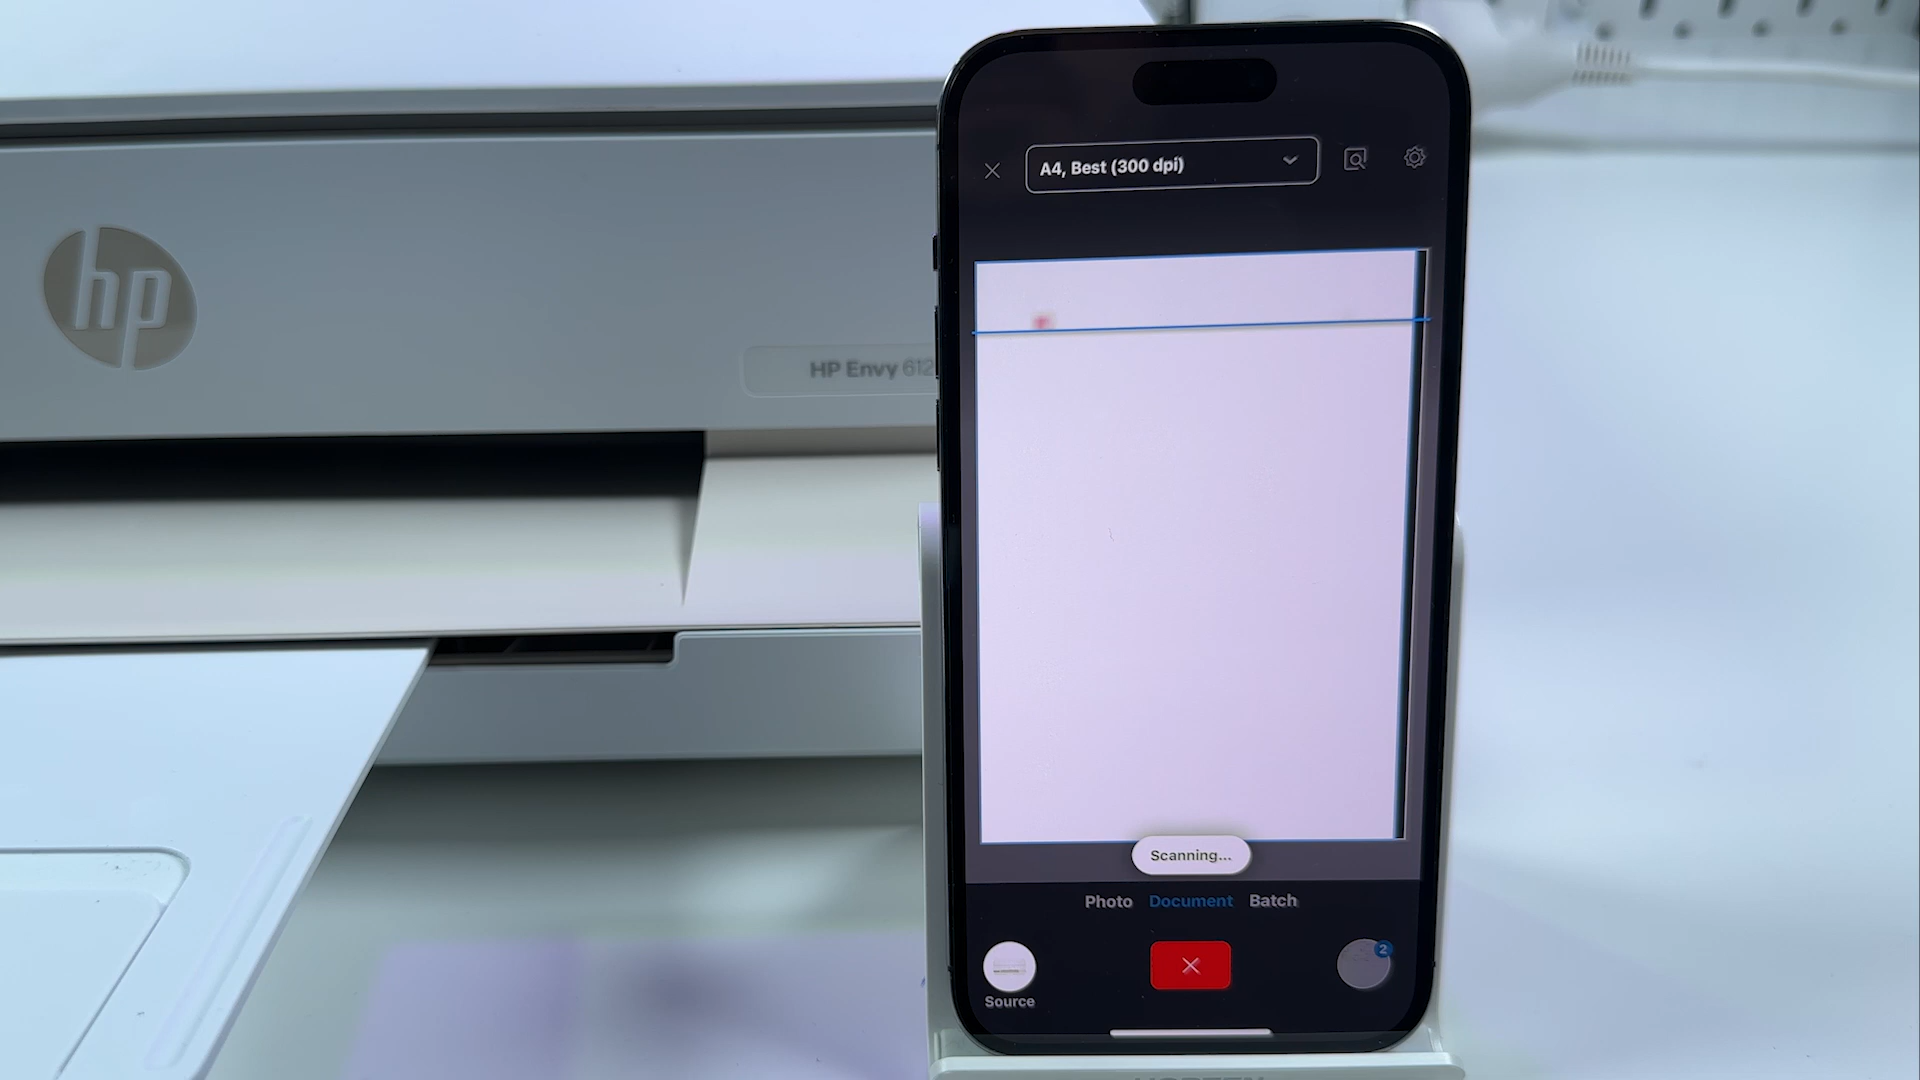 hp
HP Envy 612
A4, Best (300 dpi)
Scanning...
Photo Document Batch
2
Source